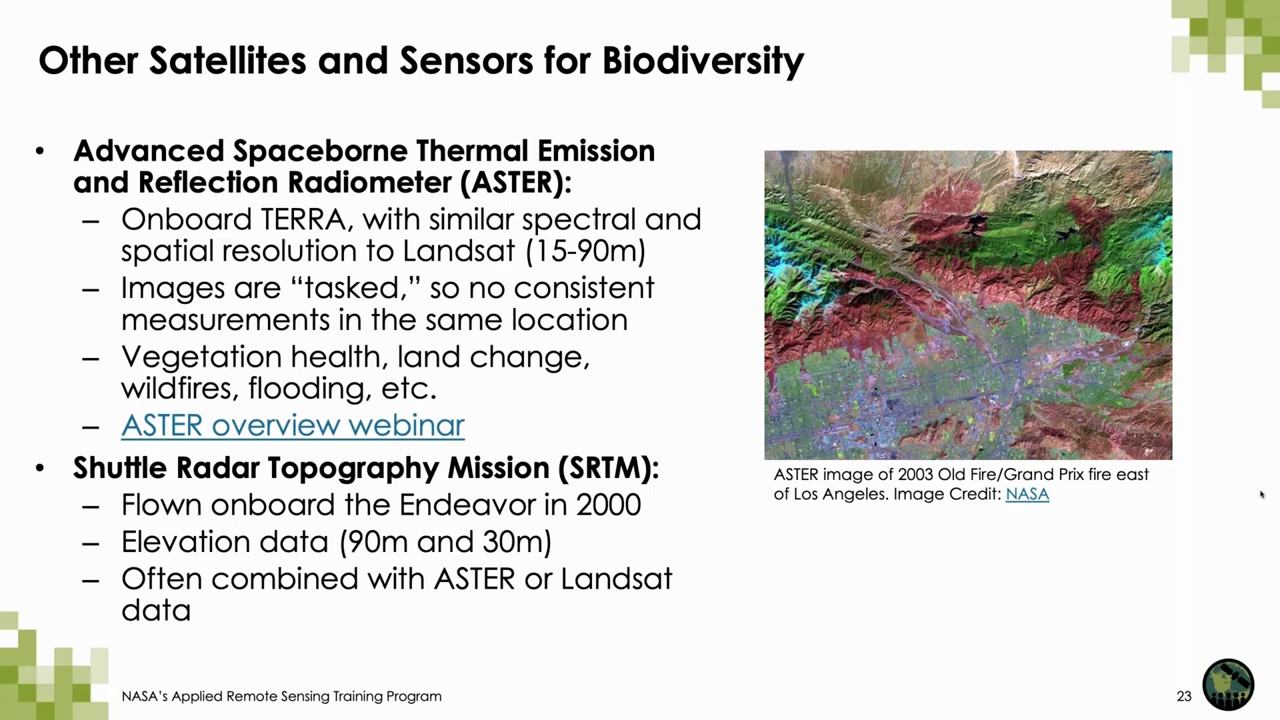 Other Satellites and Sensors for Biodiversity
• Advanced Spaceborne Thermal Emission
and Reflection Radiometer (ASTER):
– Onboard TERRA, with similar spectral and
spatial resolution to Landsat (15-90m)
– Images are “tasked,” so no consistent
measurements in the same location
– Vegetation health, land change,
wildfires, flooding, etc.
– ASTER overview webinar
• Shuttle Radar Topography Mission (SRTM):
– Flown onboard the Endeavor in 2000
– Elevation data (90m and 30m)
– Often combined with ASTER or Landsat
data
ASTER image of 2003 Old Fire/Grand Prix fire east
of Los Angeles. Image Credit: NASA
NASA’s Applied Remote Sensing Training Program
23